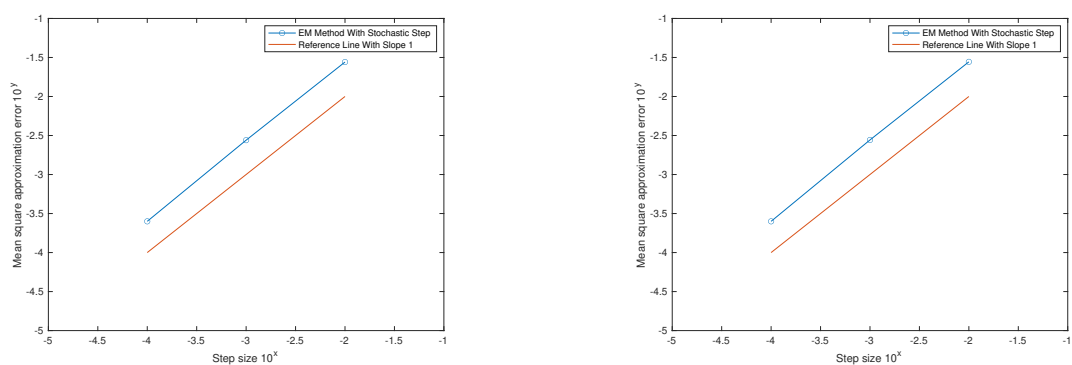 -1
-1.5
-2
-2.5
-3
-3.5
-4
-4.5
-5
Mean square approximation error 10^y
EM Method With Stochastic Step
Reference Line With Slope 1
-5 -4.5 -4 -3.5 -3 -2.5 -2 -1.5 -1
Step size 10^x
-1
-1.5
-2
-2.5
-3
-3.5
-4
-4.5
-5
Mean square approximation error 10^y
EM Method With Stochastic Step
Reference Line With Slope 1
-5 -4.5 -4 -3.5 -3 -2.5 -2 -1.5 -1
Step size 10^x